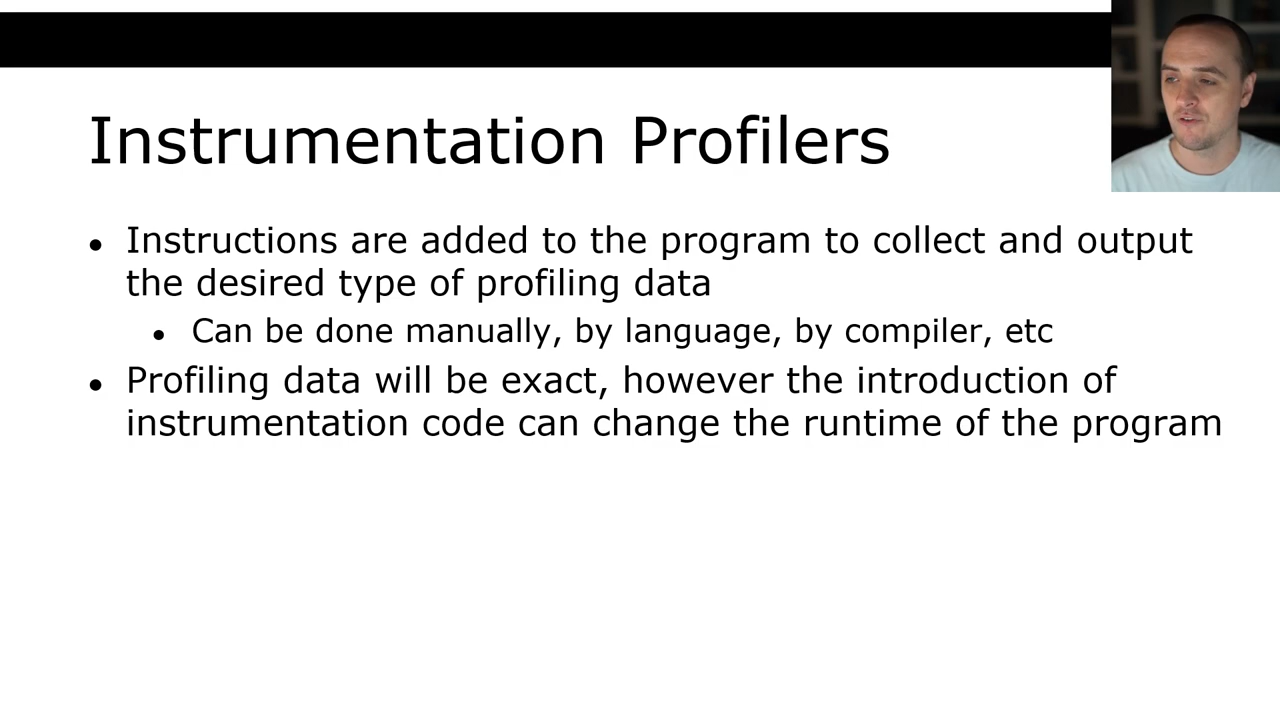 Instrumentation Profilers
• Instructions are added to the program to collect and output
the desired type of profiling data
• Can be done manually, by language, by compiler, etc
• Profiling data will be exact, however the introduction of
instrumentation code can change the runtime of the program